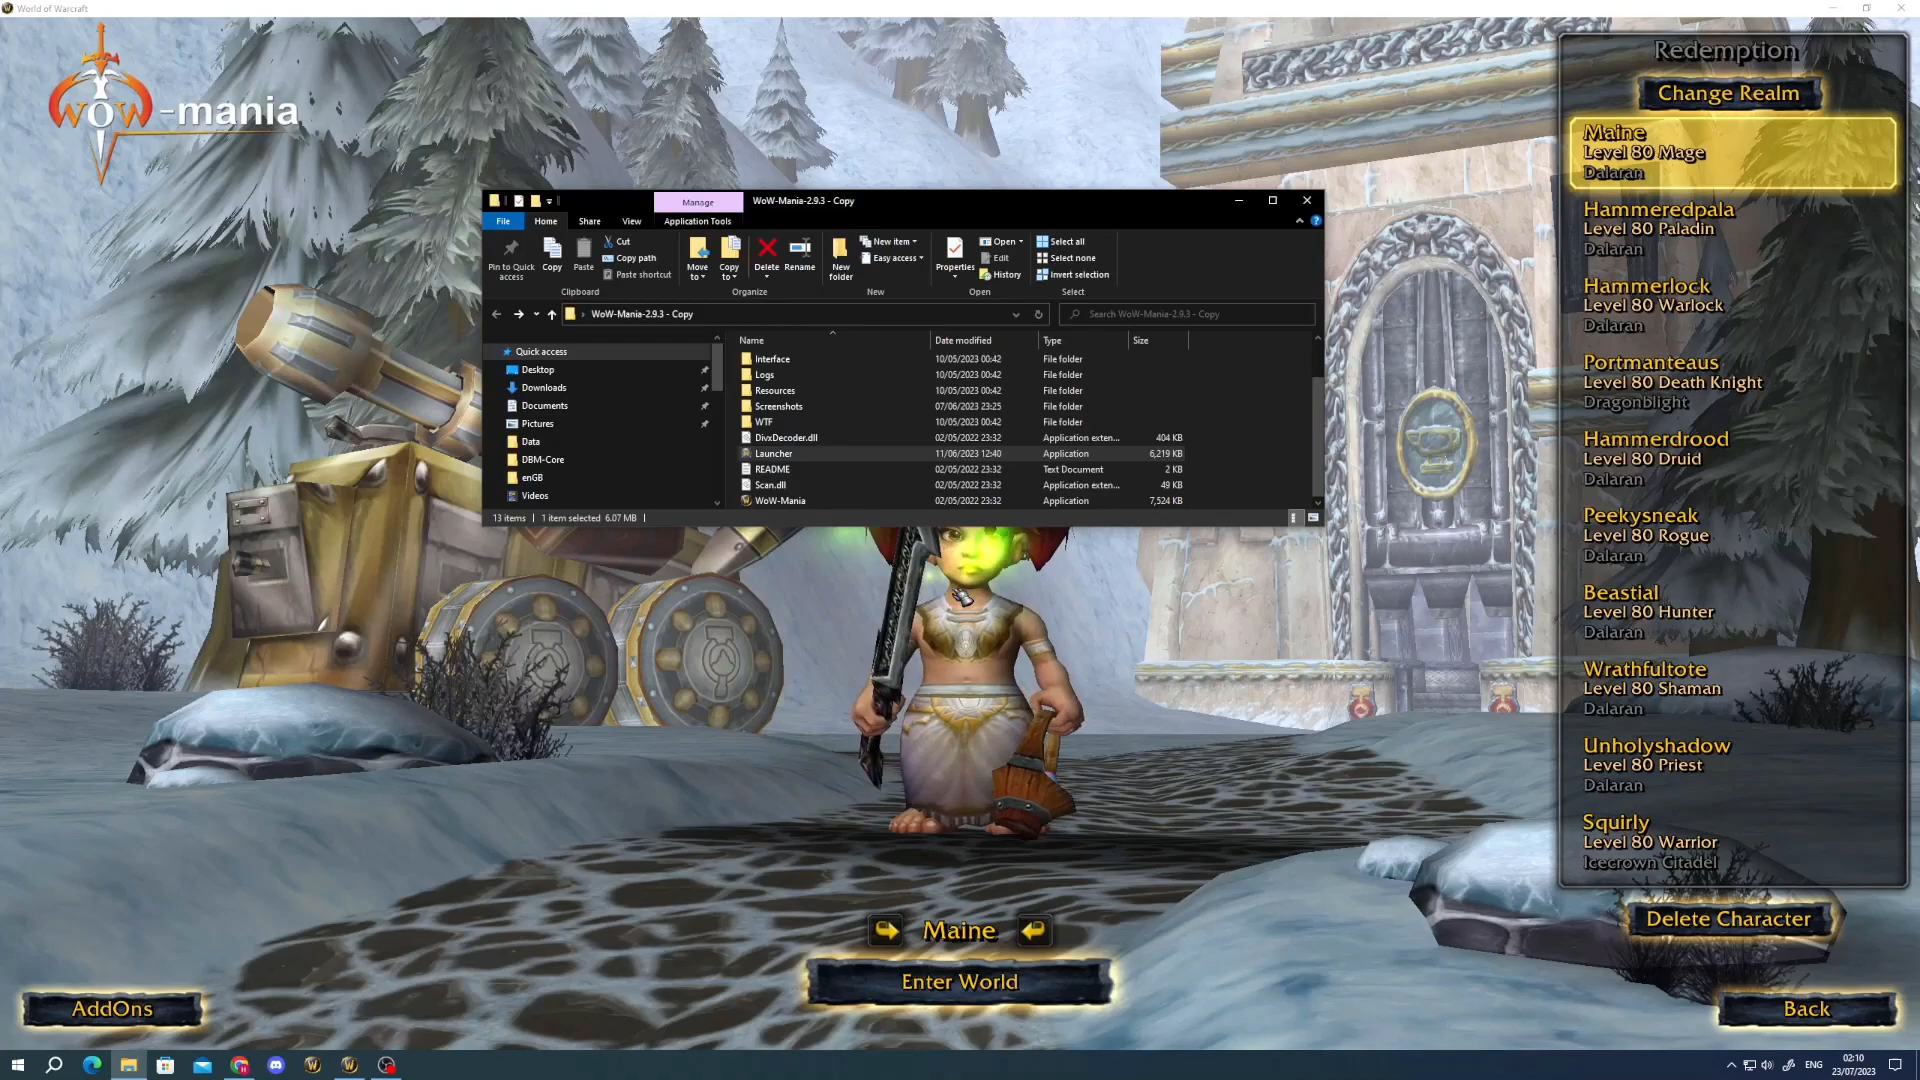 World of Warcraft
WOW-mania
Redemption
Change Realm
Maine
Level 80 Mage
Dalaran
Hammeredpala
Level 80 Paladin
Dalaran
Hammerlock
Level 80 Warlock
Dalaran
Portmanteaus
Level 80 Death Knight
Dragonblight
Hammerdrood
Level 80 Druid
Dalaran
Peekysneak
Level 80 Rogue
Dalaran
Beastial
Level 80 Hunter
Dalaran
Wrathfultote
Level 80 Shaman
Dalaran
Unholyshadow
Level 80 Priest
Dalaran
Squirly
Level 80 Warrior
Icecrown Citadel
Delete Character
Back
Manage WoW-Mania-2.9.3 - Copy
File Home Share View Application Tools
Pin to Quick access
Copy
Paste
Cut
Copy path
Paste shortcut
Clipboard
Move to
Copy to
Delete
Rename
Organize
New folder
New item
Easy access
New
Properties
Open
Edit
History
Open
Select all
Select none
Invert selection
Select
WoW-Mania-2.9.3 - Copy
Search WoW-Mania-2.9.3 - Copy
Quick access
Desktop
Downloads
Documents
Pictures
Data
DBM-Core
enGB
Videos
Name Date modified Type Size
Interface 10/05/2023 00:42 File folder
Logs 10/05/2023 00:42 File folder
Resources 10/05/2023 00:42 File folder
Screenshots 07/06/2023 23:25 File folder
WTF 10/05/2023 00:42 File folder
DivxDecoder.dll 02/05/2022 23:32 Application exten... 404 KB
Launcher 11/06/2023 12:40 Application 6,219 KB
README 02/05/2022 23:32 Text Document 2 KB
Scan.dll 02/05/2022 23:32 Application exten... 49 KB
WoW-Mania 02/05/2022 23:32 Application 7,524 KB
13 items 1 item selected 6.07 MB
Maine
Enter World
AddOns
ENG
02:10
23/07/2023